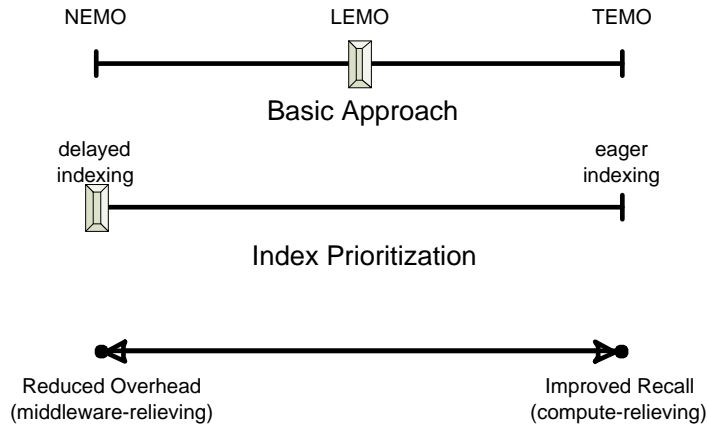 NEMO LEMO TEMO
Basic Approach
delayed eager
indexing indexing
Index Prioritization
Reduced Overhead Improved Recall
(middleware-relieving) (compute-relieving)